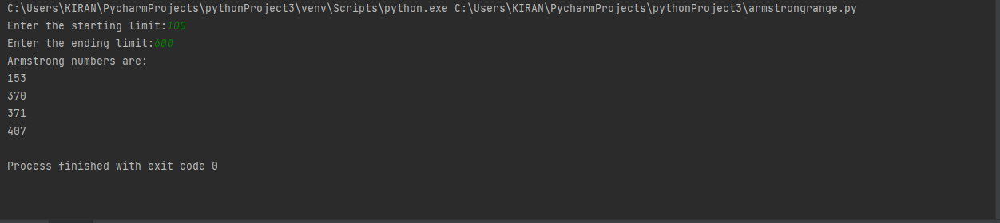 C:\Users\KIRAN\PycharmProjects\pythonProject3\venv\Scripts\python.exe C:\Users\KIRAN\PycharmProjects\pythonProject3\armstrongrange.py
Enter the starting limit:100
Enter the ending limit:600
Armstrong numbers are:
153
370
371
407
Process finished with exit code 0